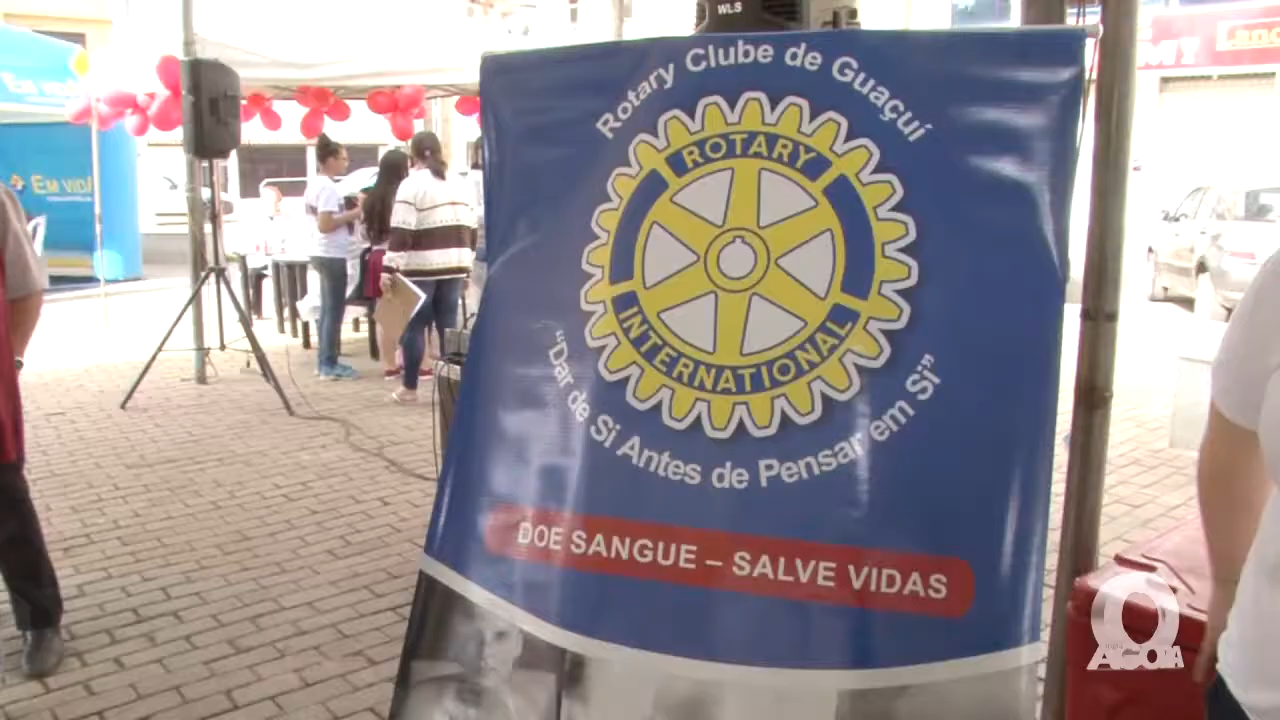 WLS
Rotary Clube de Guaçuí
ROTARY
INTERNATIONAL
“Dar de Si Antes de Pensar em Si”
DOE SANGUE – SALVE VIDAS
EM VIDA
AGORA